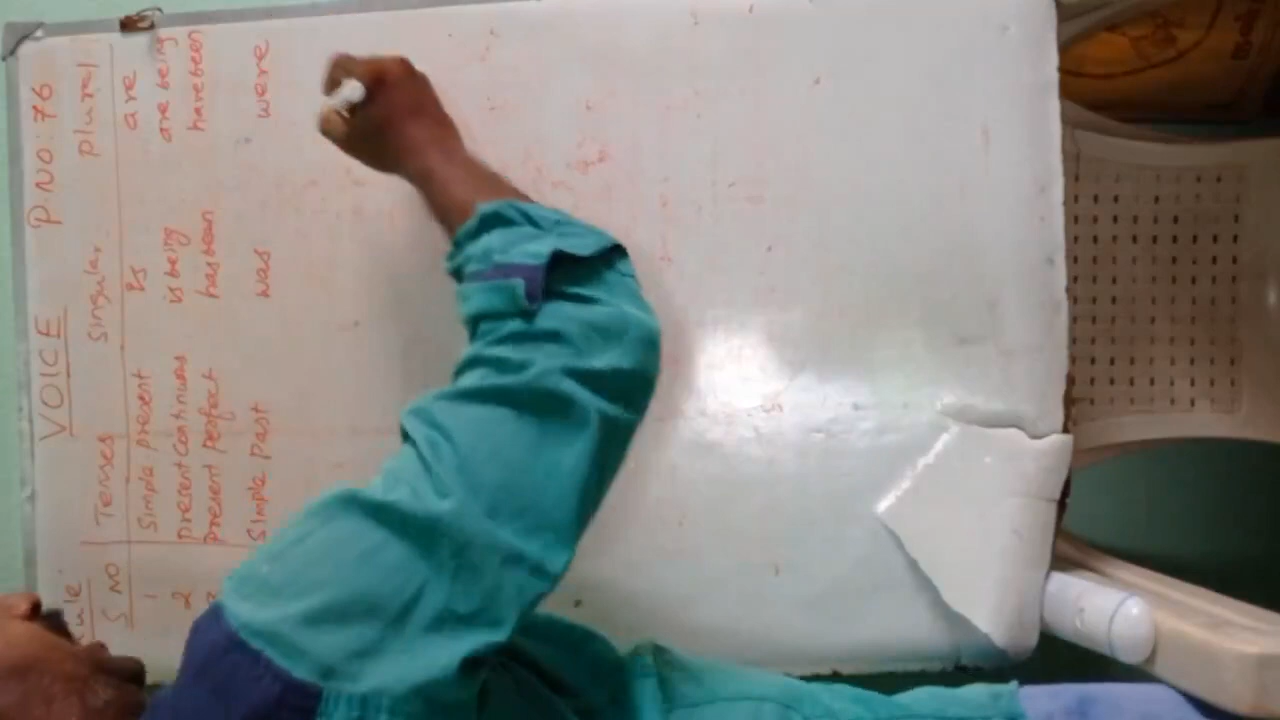 VOICE P.NO:76
Rule:
S NO Tenses Singular plural
1 Simple present is are
2 present continuous is being are being
Present perfect has been have been
Simple past was were